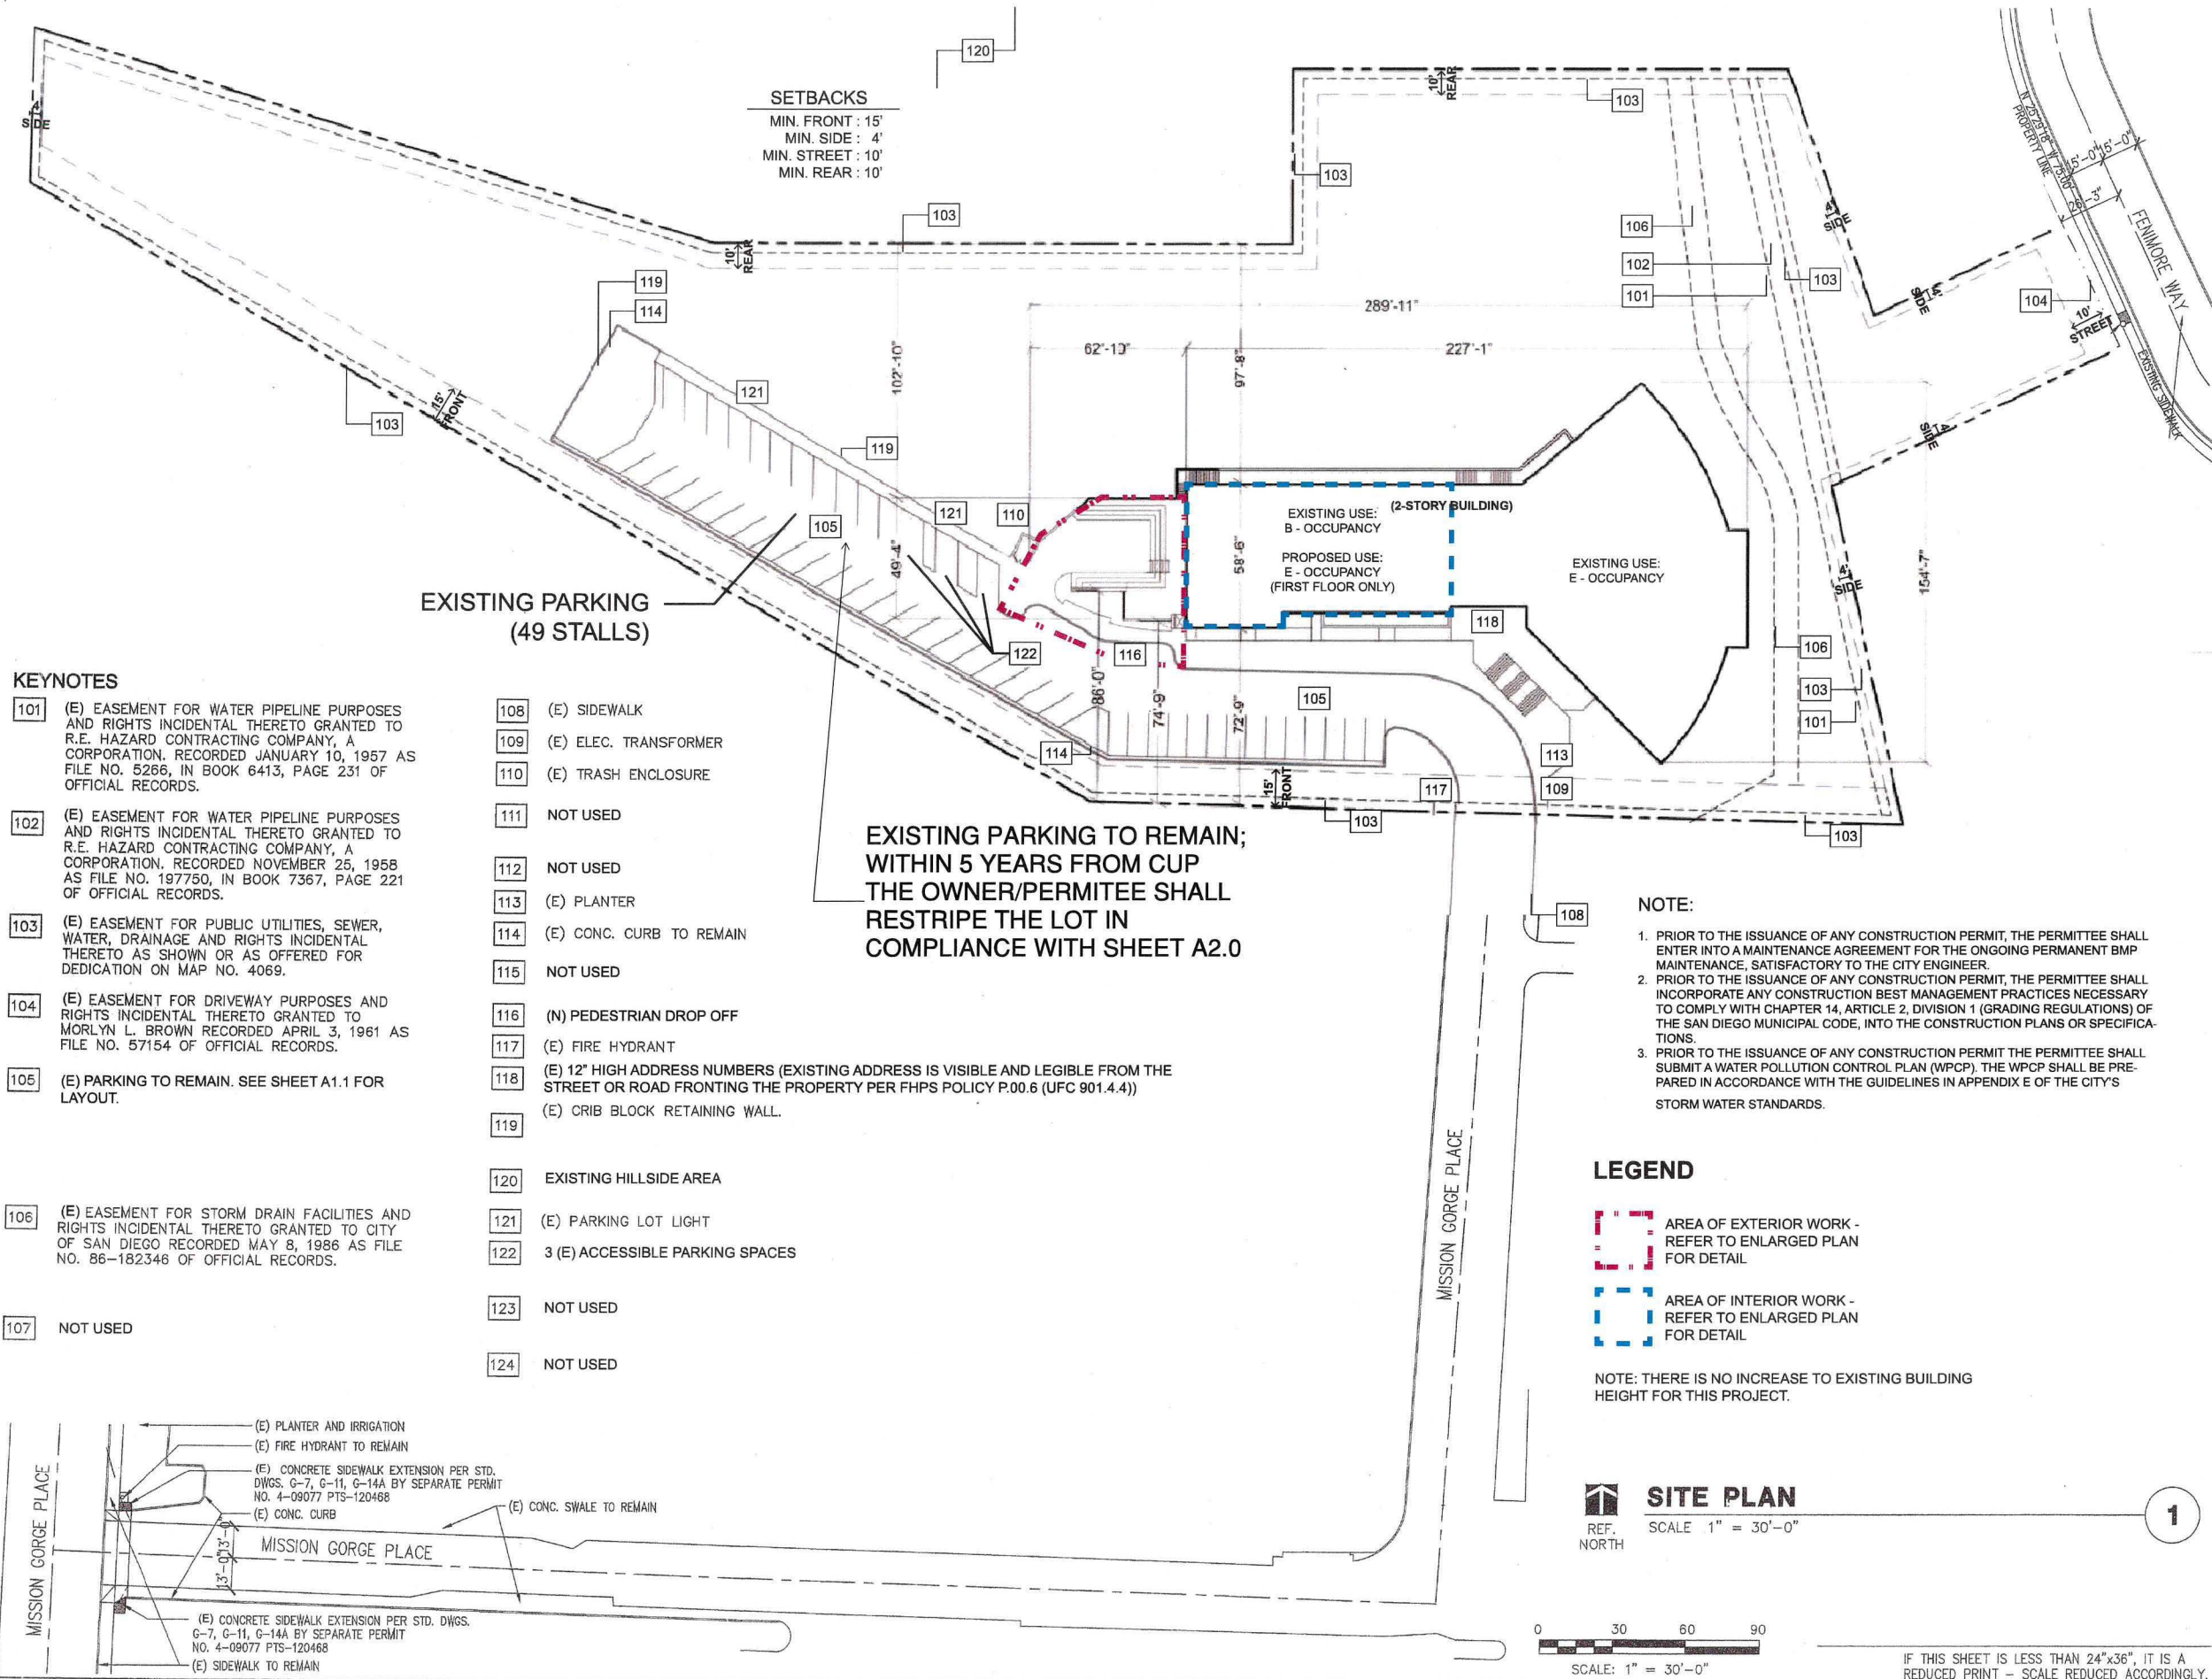 120
SETBACKS
MIN. FRONT : 15'
MIN. SIDE : 4'
MIN. STREET : 10'
MIN. REAR : 10'
4'
SIDE
10'
REAR
103
103
103
10'
REAR
106
102
101
103
4'
SIDE
N 25°29'18" W 75.00'
PROPERTY LINE
15'-0"
15'-0"
26'-3"
FENIMORE WAY
104
4'
SIDE
10'
STREET
EXISTING SIDEWALK
4'
SIDE
119
114
289'-11"
62'-10"
227'-1"
102'-10"
97'-8"
121
15'
FRONT
103
119
121
110
105
49'-4"
58'-6"
EXISTING USE:
B - OCCUPANCY
(2-STORY BUILDING)
PROPOSED USE:
E - OCCUPANCY
(FIRST FLOOR ONLY)
EXISTING USE:
E - OCCUPANCY
154'-7"
4'
SIDE
EXISTING PARKING
(49 STALLS)
122
116
118
106
103
101
86'-0"
74'-9"
72'-9"
105
114
113
109
117
15'
FRONT
103
103
108
EXISTING PARKING TO REMAIN;
WITHIN 5 YEARS FROM CUP
THE OWNER/PERMITEE SHALL
RESTRIPE THE LOT IN
COMPLIANCE WITH SHEET A2.0
KEYNOTES
101 (E) EASEMENT FOR WATER PIPELINE PURPOSES
AND RIGHTS INCIDENTAL THERETO GRANTED TO
R.E. HAZARD CONTRACTING COMPANY, A
CORPORATION. RECORDED JANUARY 10, 1957 AS
FILE NO. 5266, IN BOOK 6413, PAGE 231 OF
OFFICIAL RECORDS.
102 (E) EASEMENT FOR WATER PIPELINE PURPOSES
AND RIGHTS INCIDENTAL THERETO GRANTED TO
R.E. HAZARD CONTRACTING COMPANY, A
CORPORATION. RECORDED NOVEMBER 25, 1958
AS FILE NO. 197750, IN BOOK 7367, PAGE 221
OF OFFICIAL RECORDS.
103 (E) EASEMENT FOR PUBLIC UTILITIES, SEWER,
WATER, DRAINAGE AND RIGHTS INCIDENTAL
THERETO AS SHOWN OR AS OFFERED FOR
DEDICATION ON MAP NO. 4069.
104 (E) EASEMENT FOR DRIVEWAY PURPOSES AND
RIGHTS INCIDENTAL THERETO GRANTED TO
MORLYN L. BROWN RECORDED APRIL 3, 1961 AS
FILE NO. 57154 OF OFFICIAL RECORDS.
105 (E) PARKING TO REMAIN. SEE SHEET A1.1 FOR
LAYOUT.
106 (E) EASEMENT FOR STORM DRAIN FACILITIES AND
RIGHTS INCIDENTAL THERETO GRANTED TO CITY
OF SAN DIEGO RECORDED MAY 8, 1986 AS FILE
NO. 86-182346 OF OFFICIAL RECORDS.
107 NOT USED
108 (E) SIDEWALK
109 (E) ELEC. TRANSFORMER
110 (E) TRASH ENCLOSURE
111 NOT USED
112 NOT USED
113 (E) PLANTER
114 (E) CONC. CURB TO REMAIN
115 NOT USED
116 (N) PEDESTRIAN DROP OFF
117 (E) FIRE HYDRANT
118 (E) 12" HIGH ADDRESS NUMBERS (EXISTING ADDRESS IS VISIBLE AND LEGIBLE FROM THE
STREET OR ROAD FRONTING THE PROPERTY PER FHPS POLICY P.00.6 (UFC 901.4.4))
119 (E) CRIB BLOCK RETAINING WALL.
120 EXISTING HILLSIDE AREA
121 (E) PARKING LOT LIGHT
122 3 (E) ACCESSIBLE PARKING SPACES
123 NOT USED
124 NOT USED
NOTE:
1. PRIOR TO THE ISSUANCE OF ANY CONSTRUCTION PERMIT, THE PERMITTEE SHALL
ENTER INTO A MAINTENANCE AGREEMENT FOR THE ONGOING PERMANENT BMP
MAINTENANCE, SATISFACTORY TO THE CITY ENGINEER.
2. PRIOR TO THE ISSUANCE OF ANY CONSTRUCTION PERMIT, THE PERMITTEE SHALL
INCORPORATE ANY CONSTRUCTION BEST MANAGEMENT PRACTICES NECESSARY
TO COMPLY WITH CHAPTER 14, ARTICLE 2, DIVISION 1 (GRADING REGULATIONS) OF
THE SAN DIEGO MUNICIPAL CODE, INTO THE CONSTRUCTION PLANS OR SPECIFICA-
TIONS.
3. PRIOR TO THE ISSUANCE OF ANY CONSTRUCTION PERMIT THE PERMITTEE SHALL
SUBMIT A WATER POLLUTION CONTROL PLAN (WPCP). THE WPCP SHALL BE PRE-
PARED IN ACCORDANCE WITH THE GUIDELINES IN APPENDIX E OF THE CITY'S
STORM WATER STANDARDS.
MISSION GORGE PLACE
LEGEND
AREA OF EXTERIOR WORK -
REFER TO ENLARGED PLAN
FOR DETAIL
AREA OF INTERIOR WORK -
REFER TO ENLARGED PLAN
FOR DETAIL
NOTE: THERE IS NO INCREASE TO EXISTING BUILDING
HEIGHT FOR THIS PROJECT.
MISSION GORGE PLACE
(E) PLANTER AND IRRIGATION
(E) FIRE HYDRANT TO REMAIN
(E) CONCRETE SIDEWALK EXTENSION PER STD.
DWGS. G-7, G-11, G-14A BY SEPARATE PERMIT
NO. 4-09077 PTS-120468
(E) CONC. CURB
(E) CONC. SWALE TO REMAIN
13'-0"
13'-0"
MISSION GORGE PLACE
(E) CONCRETE SIDEWALK EXTENSION PER STD. DWGS.
G-7, G-11, G-14A BY SEPARATE PERMIT
NO. 4-09077 PTS-120468
(E) SIDEWALK TO REMAIN
REF.
NORTH
SITE PLAN
SCALE 1" = 30'-0"
1
0 30 60 90
SCALE: 1" = 30'-0"
IF THIS SHEET IS LESS THAN 24"x36", IT IS A
REDUCED PRINT - SCALE REDUCED ACCORDINGLY.